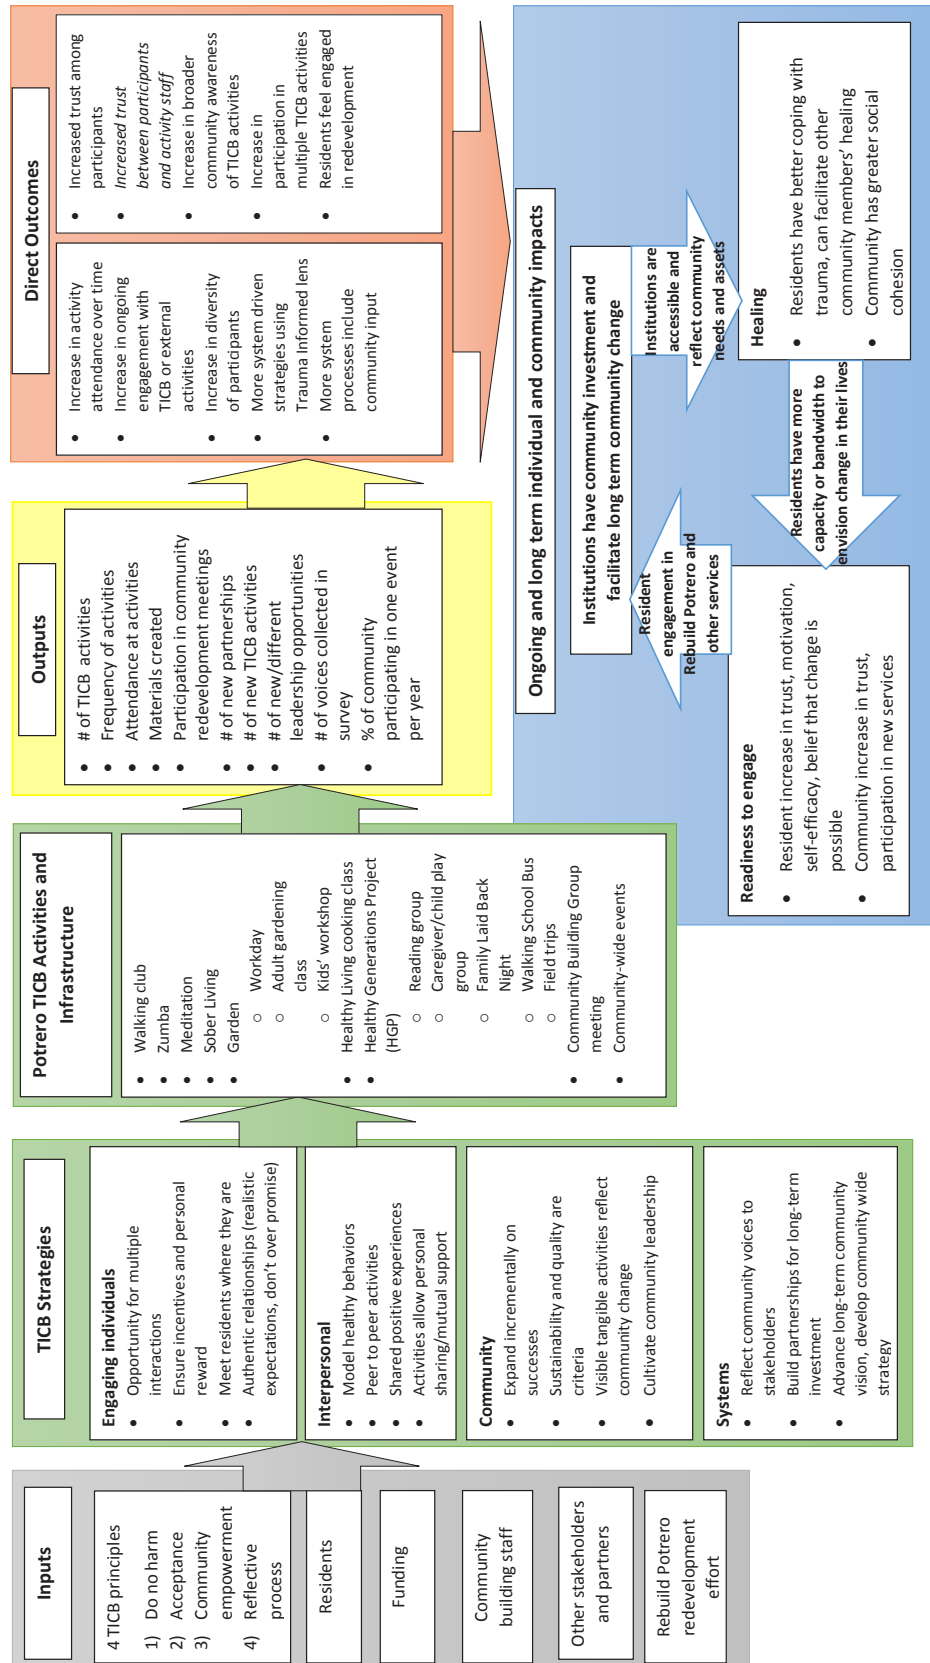 Inputs
4 TICB principles
1) Do no harm
2) Acceptance
3) Community
empowerment
4) Reflective
process
Residents
Funding
Community
building staff
Other stakeholders
and partners
Rebuild Potrero
redevelopment
effort
TICB Strategies
Engaging individuals
• Opportunity for multiple
interactions
• Ensure incentives and personal
reward
• Meet residents where they are
• Authentic relationships (realistic
expectations, don't over promise)
Interpersonal
• Model healthy behaviors
• Peer to peer activities
• Shared positive experiences
• Activities allow personal
sharing/mutual support
Community
• Expand incrementally on
successes
• Sustainability and quality are
criteria
• Visible tangible activities reflect
community change
• Cultivate community leadership
Systems
• Reflect community voices to
stakeholders
• Build partnerships for long-term
investment
• Advance long-term community
vision, develop community wide
strategy
Potrero TICB Activities and
Infrastructure
• Walking club
• Zumba
• Meditation
• Sober Living
• Garden
○ Workday
○ Adult gardening
class
○ Kids' workshop
• Healthy Living cooking class
• Healthy Generations Project
(HGP)
○ Reading group
○ Caregiver/child play
group
○ Family Laid Back
Night
○ Walking School Bus
○ Field trips
• Community Building Group
meeting
• Community-wide events
Outputs
• # of TICB activities
• Frequency of activities
• Attendance at activities
• Materials created
• Participation in community
redevelopment meetings
• # of new partnerships
• # of new TICB activities
• # of new/different
leadership opportunities
• # of voices collected in
survey
• % of community
participating in one event
per year
Direct Outcomes
• Increase in activity
attendance over time
• Increase in ongoing
engagement with
TICB or external
activities
• Increase in diversity
of participants
• More system driven
strategies using
Trauma Informed lens
• More system
processes include
community input
• Increased trust among
participants
• Increased trust
between participants
and activity staff
• Increase in broader
community awareness
of TICB activities
• Increase in
participation in
multiple TICB activities
• Residents feel engaged
in redevelopment
Ongoing and long term individual and community impacts
Institutions have community investment and
facilitate long term community change
Institutions are
accessible and
reflect community
needs and assets
Healing
• Residents have better coping with
trauma, can facilitate other
community members' healing
• Community has greater social
cohesion
Residents have more
capacity or bandwidth to
envision change in their lives
Readiness to engage
• Resident increase in trust, motivation,
self-efficacy, belief that change is
possible
• Community increase in trust,
participation in new services
Resident
engagement in
Rebuild Potrero and
other services